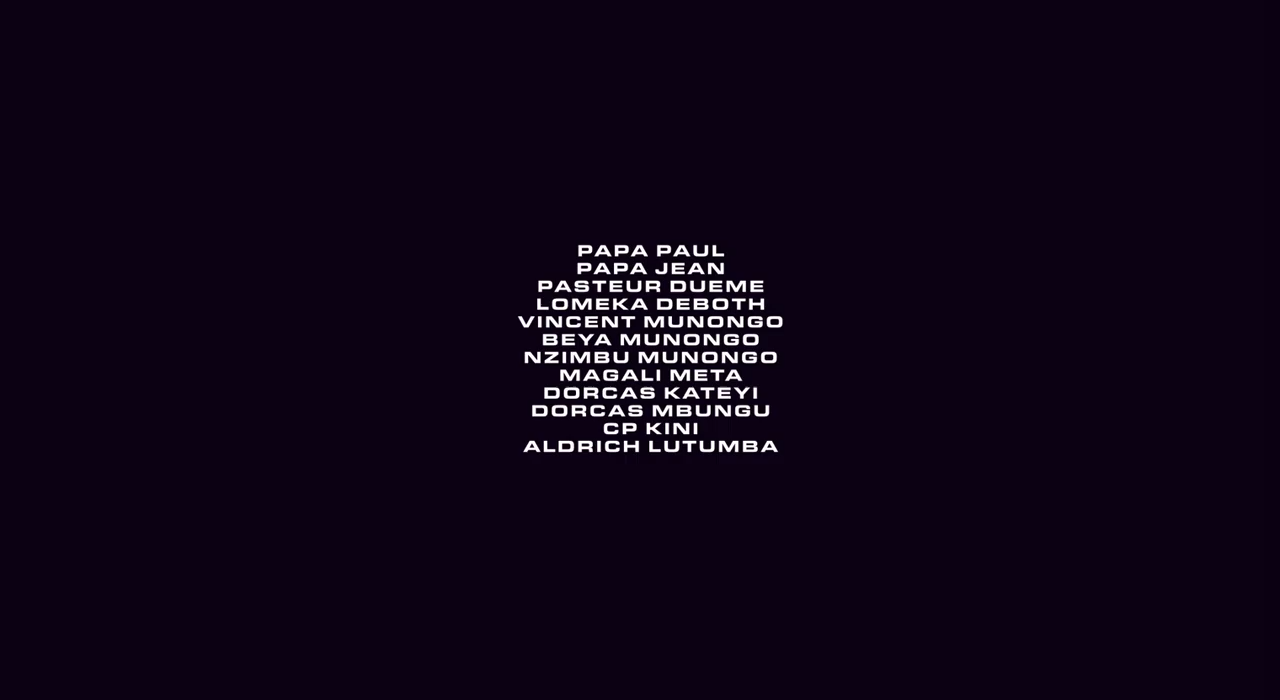 PAPA PAUL
PAPA JEAN
PASTEUR DUEME
LOMEKA DEBOTH
VINCENT MUNONGO
BEYA MUNONGO
NZIMBU MUNONGO
MAGALI META
DORCAS KATEYI
DORCAS MBUNGU
CP KINI
ALDRICH LUTUMBA